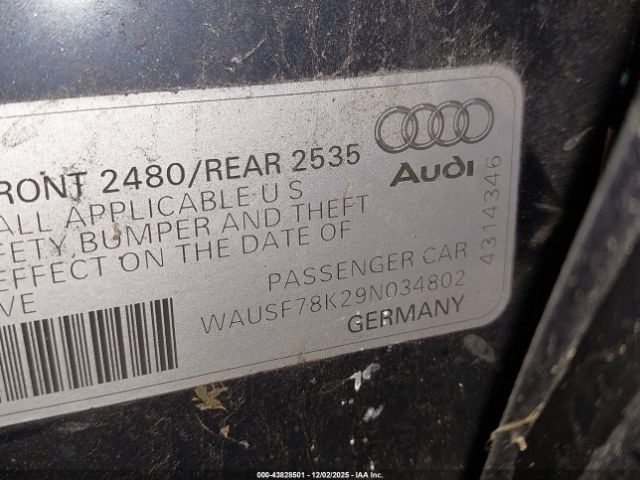 RONT 2480/REAR 2535
ALL APPLICABLE U S
FETY BUMPER AND THEFT
EFFECT ON THE DATE OF
VE
PASSENGER CAR
WAUSF78K29N034802
GERMANY
Audi
4314346
000-43828501 - 12/02/2025 - IAA Inc.